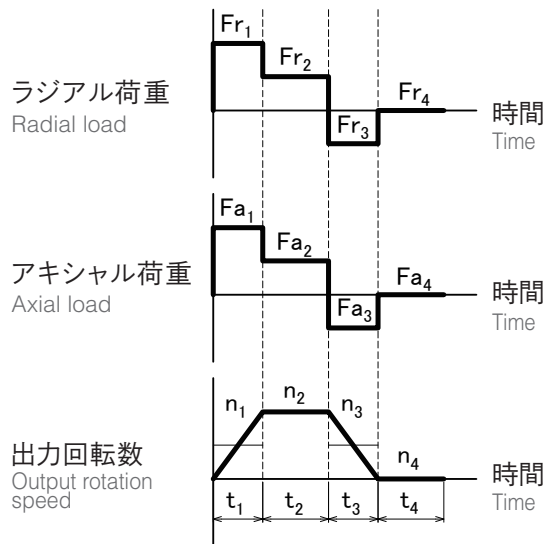 Fr₁
Fr₂
Fr₃
Fr₄
ラジアル荷重
Radial load
時間
Time
Fa₁
Fa₂
Fa₃
Fa₄
アキシャル荷重
Axial load
時間
Time
n₁
n₂
n₃
n₄
出力回転数
Output rotation
speed
時間
Time
t₁
t₂
t₃
t₄